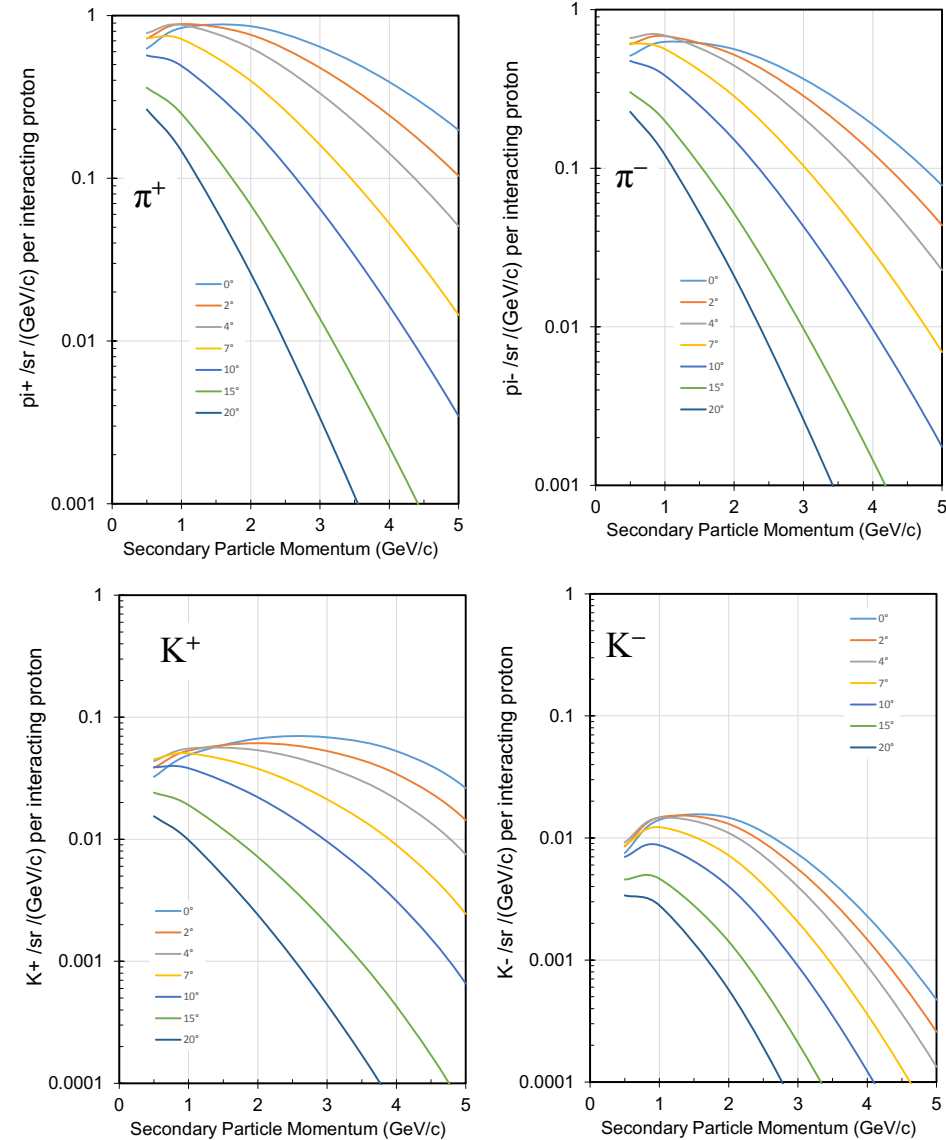 1
0.1
0.01
0.001
pi+ /sr /(GeV/c) per interacting proton
π+
0°
2°
4°
7°
10°
15°
20°
0 1 2 3 4 5
Secondary Particle Momentum (GeV/c)
1
0.1
0.01
0.001
pi- /sr /(GeV/c) per interacting proton
π−
0°
2°
4°
7°
10°
15°
20°
0 1 2 3 4 5
Secondary Particle Momentum (GeV/c)
1
0.1
0.01
0.001
0.0001
K+ /sr /(GeV/c) per interacting proton
K+
0°
2°
4°
7°
10°
15°
20°
0 1 2 3 4 5
Secondary Particle Momentum (GeV/c)
1
0.1
0.01
0.001
0.0001
K- /sr /(GeV/c) per interacting proton
K−
0°
2°
4°
7°
10°
15°
20°
0 1 2 3 4 5
Secondary Particle Momentum (GeV/c)